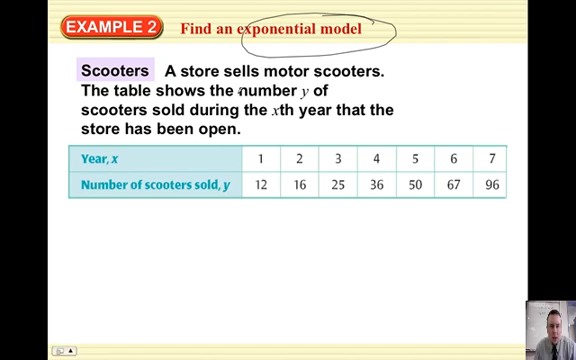 EXAMPLE 2 Find an exponential model
Scooters A store sells motor scooters.
The table shows the number y of
scooters sold during the xth year that the
store has been open.
Year, x 1 2 3 4 5 6 7
Number of scooters sold, y 12 16 25 36 50 67 96